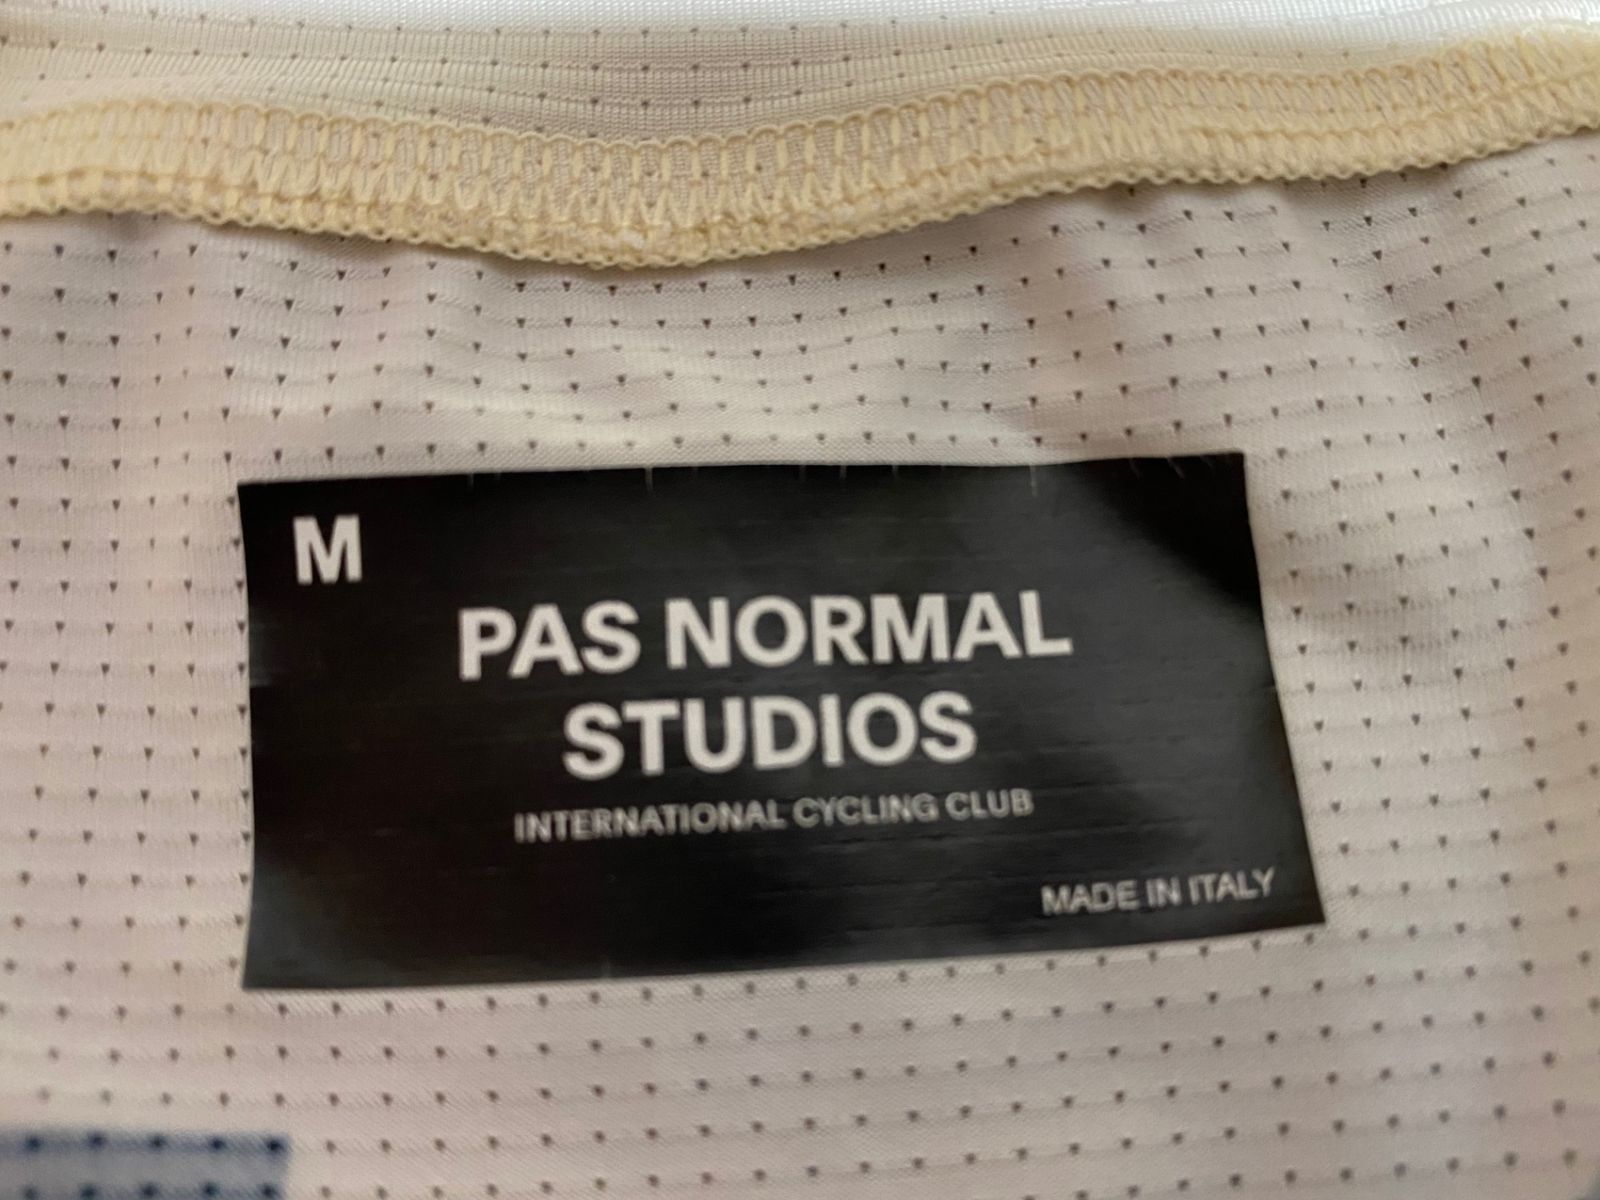 M
PAS NORMAL
STUDIOS
INTERNATIONAL CYCLING CLUB
MADE IN ITALY